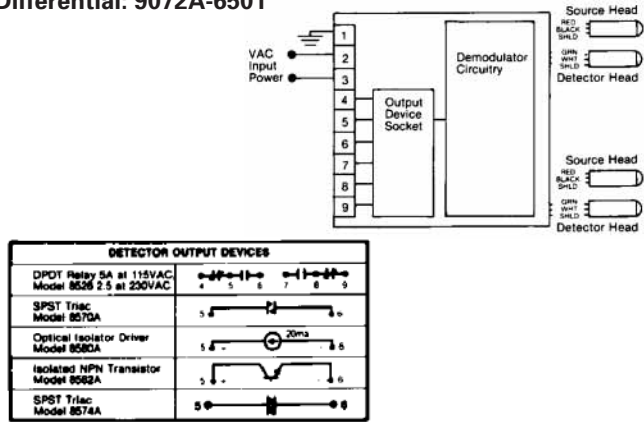 Differential: 9072A-6501
Source Head
RED
BLACK
SHLD
GRN
WHT
SHLD
Detector Head
VAC
Input
Power
1
2
3
4
5
6
7
8
9
Output
Device
Socket
Demodulator
Circuitry
Source Head
RED
BLACK
SHLD
GRN
WHT
SHLD
Detector Head
DETECTOR OUTPUT DEVICES
DPDT Relay 5A at 115VAC,
Model 8526 2.5 at 230VAC
4 5 6 7 8 9
SPST Triac
Model 8570A
5 6
Optical Isolator Driver
Model 8580A
5 + 20ma - 6
Isolated NPN Transistor
Model 8582A
5 + - 6
SPST Triac
Model 8574A
5 6